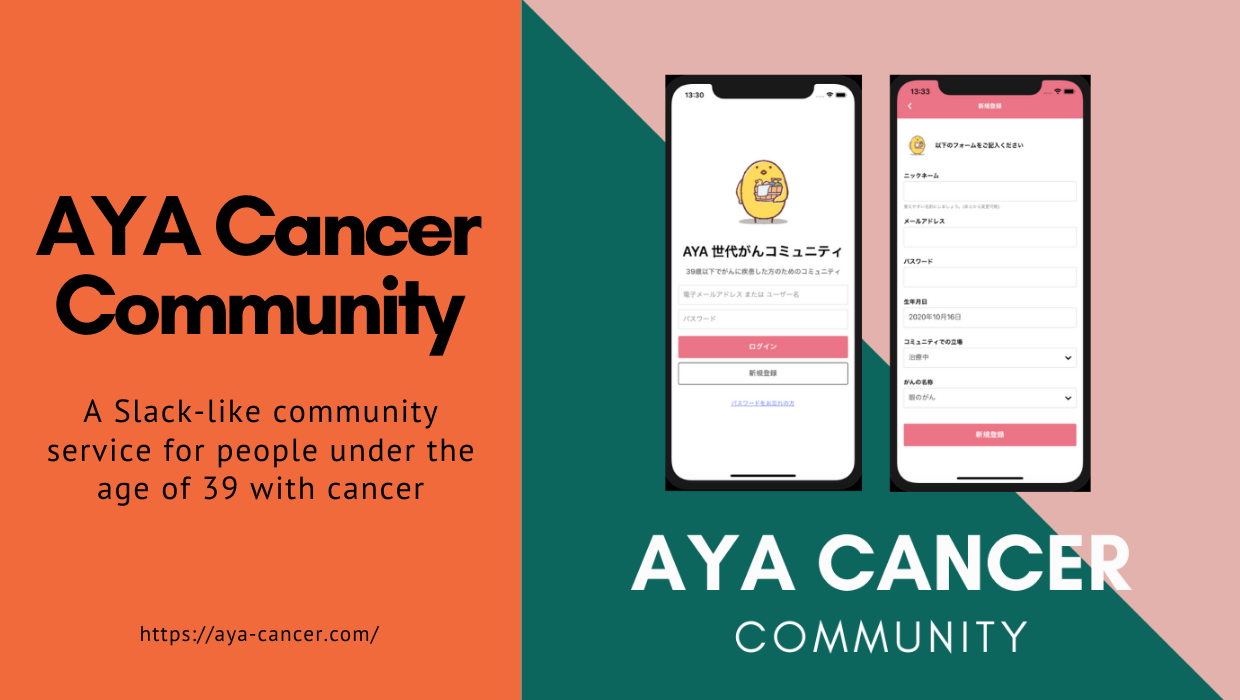 AYA Cancer
Community
A Slack-like community
service for people under the
age of 39 with cancer
https://aya-cancer.com/
13:30
AYA 世代がんコミュニティ
39歳以下でがんに疾患した方のためのコミュニティ
電子メールアドレス または ユーザー名
パスワード
ログイン
新規登録
パスワードをお忘れの方
13:33
新規登録
以下のフォームをご記入ください
ニックネーム
メールアドレス
パスワード
生年月日
2020年10月16日
コミュニティでの立場
治療中
がんの名称
眼のがん
新規登録
AYA CANCER
COMMUNITY